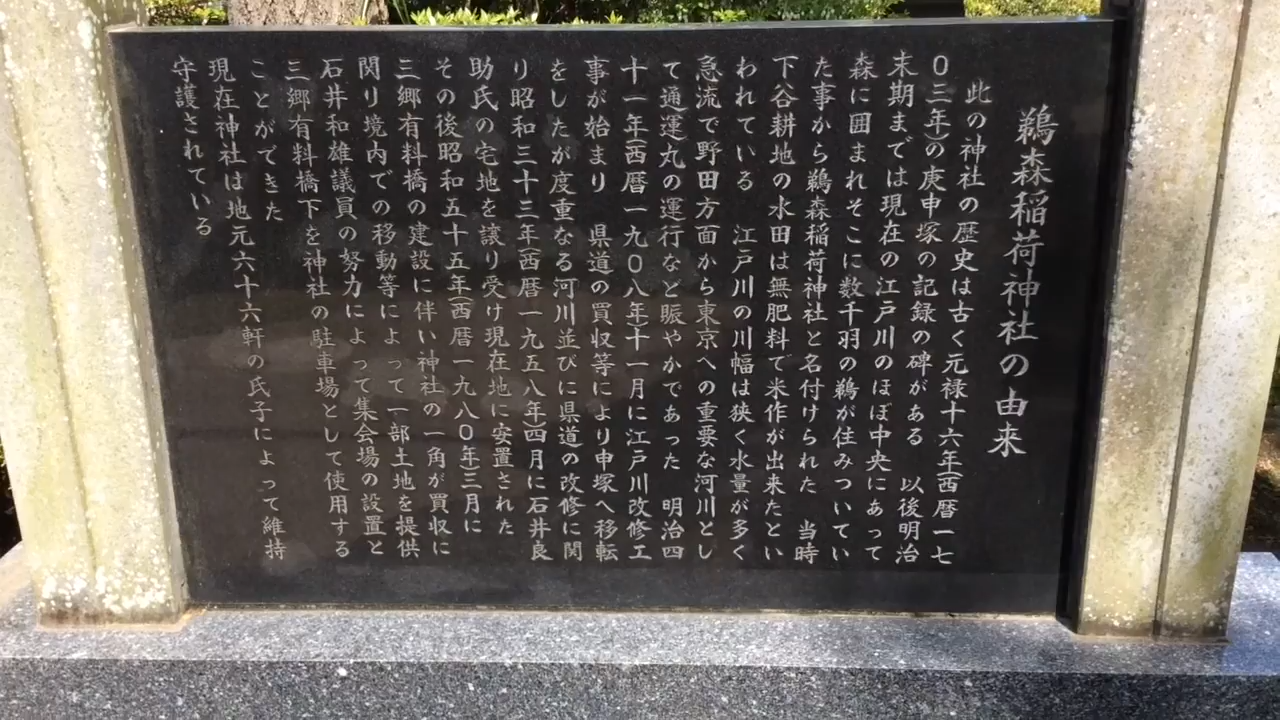 鵜森稲荷神社の由来
此の神社の歴史は古く元禄十六年(西暦一七
〇三年)の庚申塚の記録の碑がある 以後明治
末期までは現在の江戸川のほぼ中央にあって
森に囲まれそこに数千羽の鵜が住みついてい
た事から鵜森稲荷神社と名付けられた 当時
下谷耕地の水田は無肥料で米作が出来たとい
われている 江戸川の川幅は狭く水量が多く
急流で野田方面から東京への重要な河川とし
て通(運)丸の運行など賑やかであった 明治四
十一年(西暦一九〇八年)十一月に江戸川改修工
事が始まり 県道の買収等により申塚へ移転
をしたが度重なる河川並びに県道の改修に関
り昭和三十三年(西暦一九五八年)四月に石井良
助氏の宅地を譲り受け現在地に安置された
その後昭和五十五年(西暦一九八〇年)三月に
三郷有料橋の建設に伴い神社の一角が買収に
関り境内での移動等によって一部土地を提供
石井和雄議員の努力によって集会場の設置と
三郷有料橋下を神社の駐車場として使用する
ことができた
現在神社は地元六十六軒の氏子によって維持
守護されている